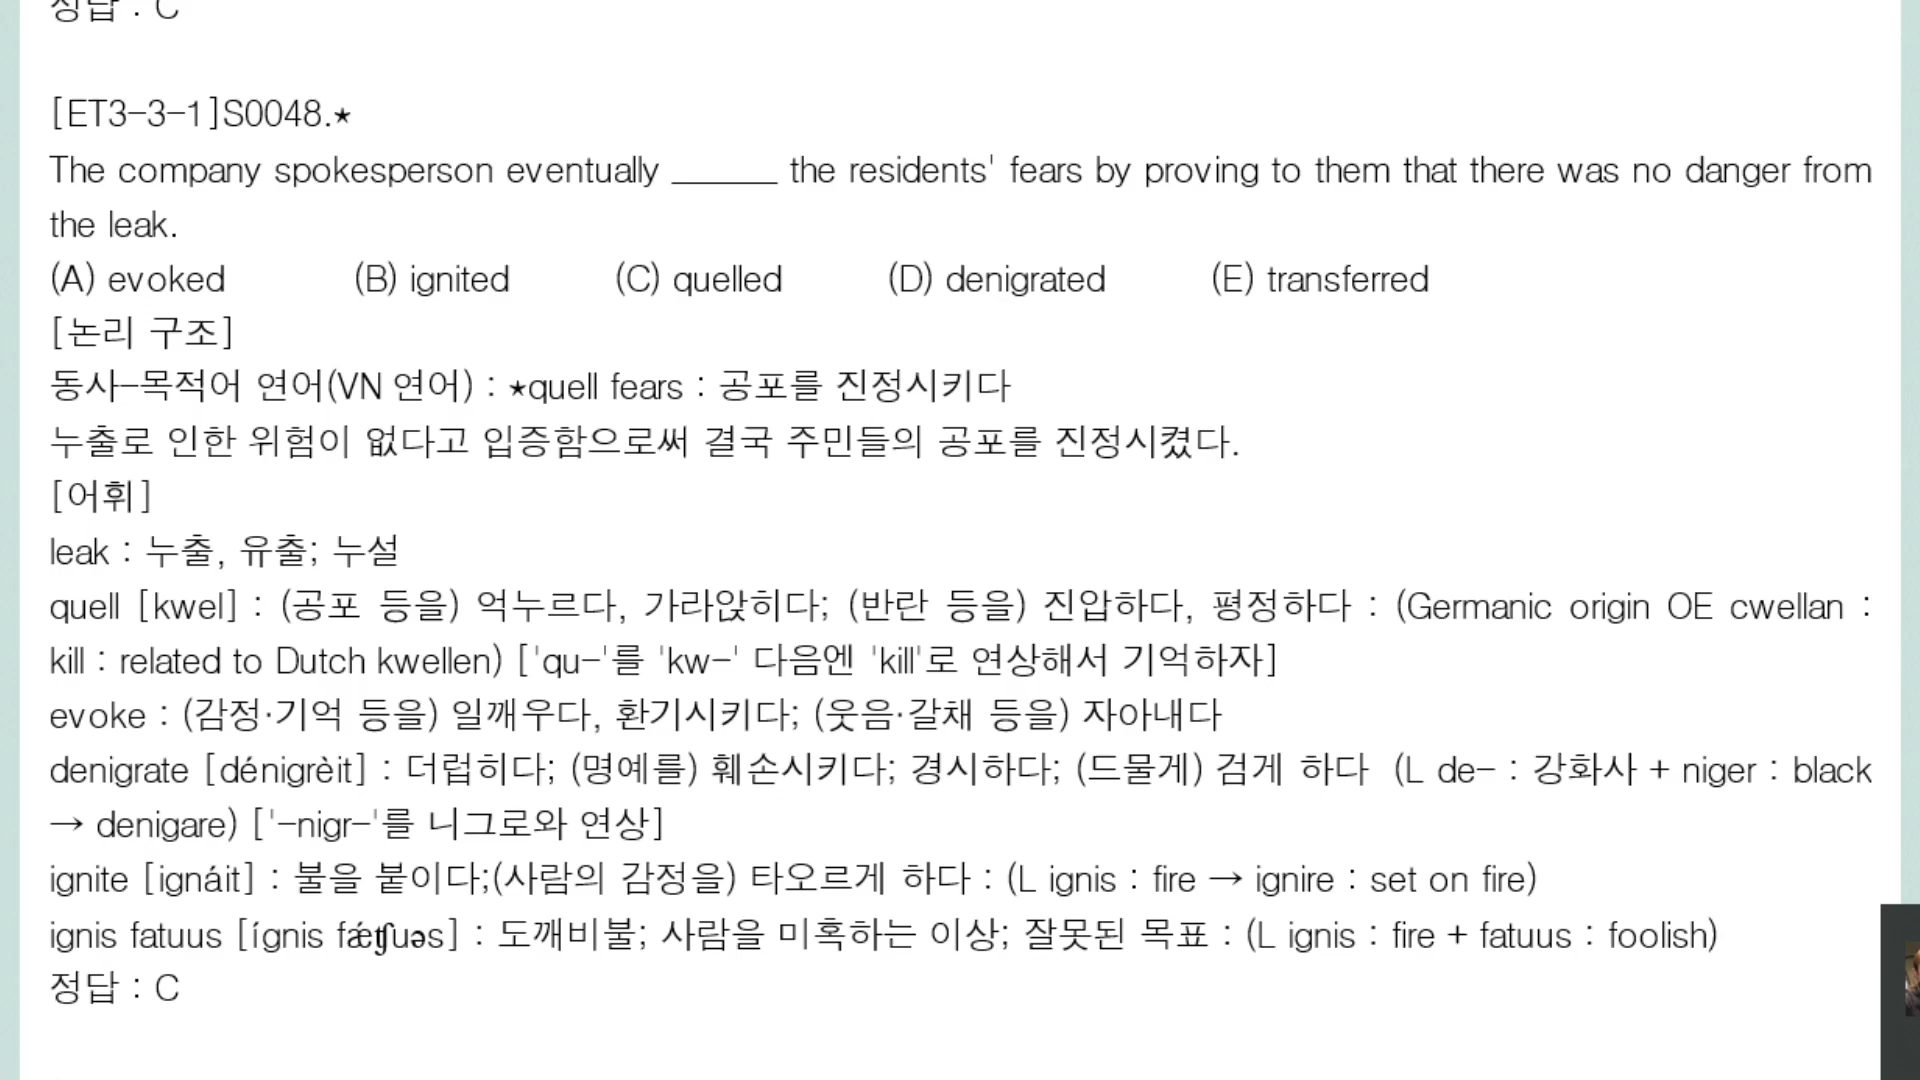 정답 : C
[ET3-3-1]S0048.★
The company spokesperson eventually ______ the residents' fears by proving to them that there was no danger from
the leak.
(A) evoked (B) ignited (C) quelled (D) denigrated (E) transferred
[논리 구조]
동사-목적어 연어(VN 연어) : ★quell fears : 공포를 진정시키다
누출로 인한 위험이 없다고 입증함으로써 결국 주민들의 공포를 진정시켰다.
[어휘]
leak : 누출, 유출; 누설
quell [kwel] : (공포 등을) 억누르다, 가라앉히다; (반란 등을) 진압하다, 평정하다 : (Germanic origin OE cwellan :
kill : related to Dutch kwellen) ['qu-'를 'kw-' 다음엔 'kill'로 연상해서 기억하자]
evoke : (감정·기억 등을) 일깨우다, 환기시키다; (웃음·갈채 등을) 자아내다
denigrate [dénigrèit] : 더럽히다; (명예를) 훼손시키다; 경시하다; (드물게) 검게 하다 (L de- : 강화사 + niger : black
→ denigare) ['-nigr-'를 니그로와 연상]
ignite [ignáit] : 불을 붙이다;(사람의 감정을) 타오르게 하다 : (L ignis : fire → ignire : set on fire)
ignis fatuus [ígnis fǽtʃuəs] : 도깨비불; 사람을 미혹하는 이상; 잘못된 목표 : (L ignis : fire + fatuus : foolish)
정답 : C